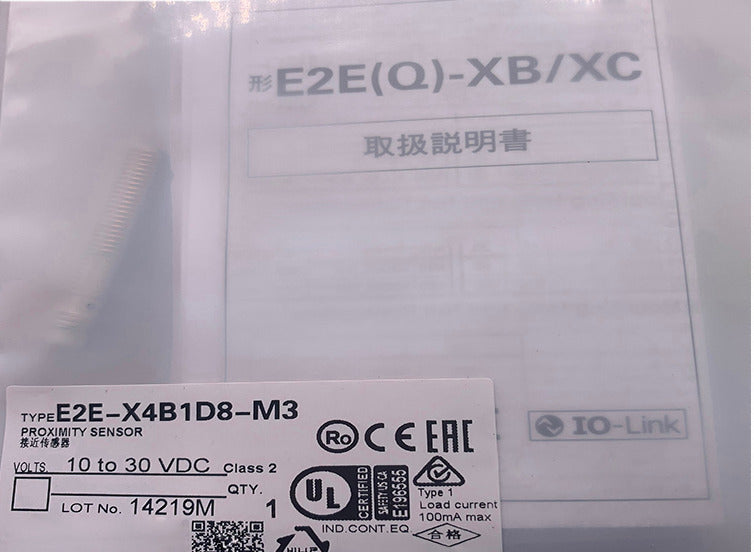 形E2E(Q)-XB/XC
取扱説明書
IO-Link
TYPE E2E-X4B1D8-M3
PROXIMITY SENSOR
接近传感器
Ro CE EAC
VOLTS. 10 to 30 VDC Class 2
QTY.
LOT No. 14219M 1
UL CERTIFIED SAFETY US CA E196555
IND.CONT.EQ
Type 1
Load current
100mA max
合格